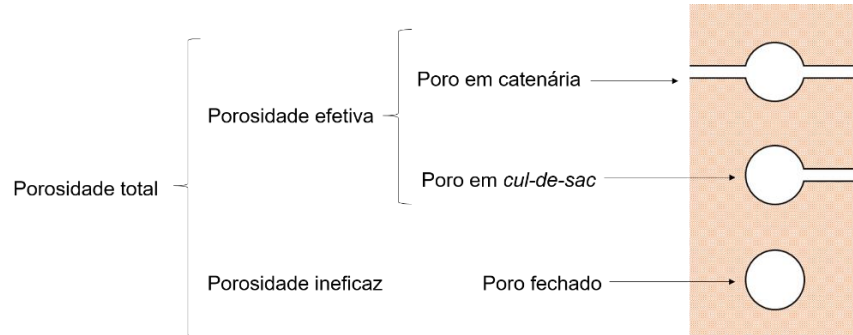 Poro em catenária
Porosidade efetiva
Poro em cul-de-sac
Porosidade total
Porosidade ineficaz
Poro fechado